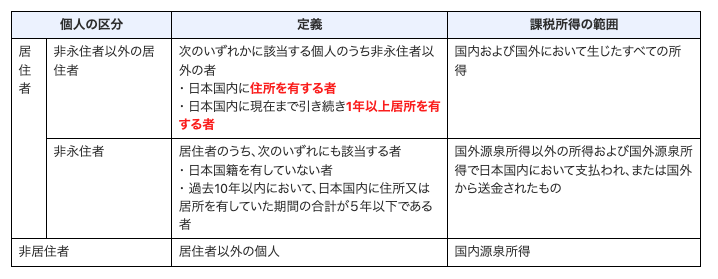 個人の区分
定義
課税所得の範囲
居
住
者
非永住者以外の居
住者
次のいずれかに該当する個人のうち非永住者以
外の者
・日本国内に住所を有する者
・日本国内に現在まで引き続き1年以上居所を有
する者
国内および国外において生じたすべての所
得
非永住者
居住者のうち、次のいずれにも該当する者
・日本国籍を有していない者
・過去10年以内において、日本国内に住所又は
居所を有していた期間の合計が５年以下である
者
国外源泉所得以外の所得および国外源泉所
得で日本国内において支払われ、または国外
から送金されたもの
非居住者
居住者以外の個人
国内源泉所得